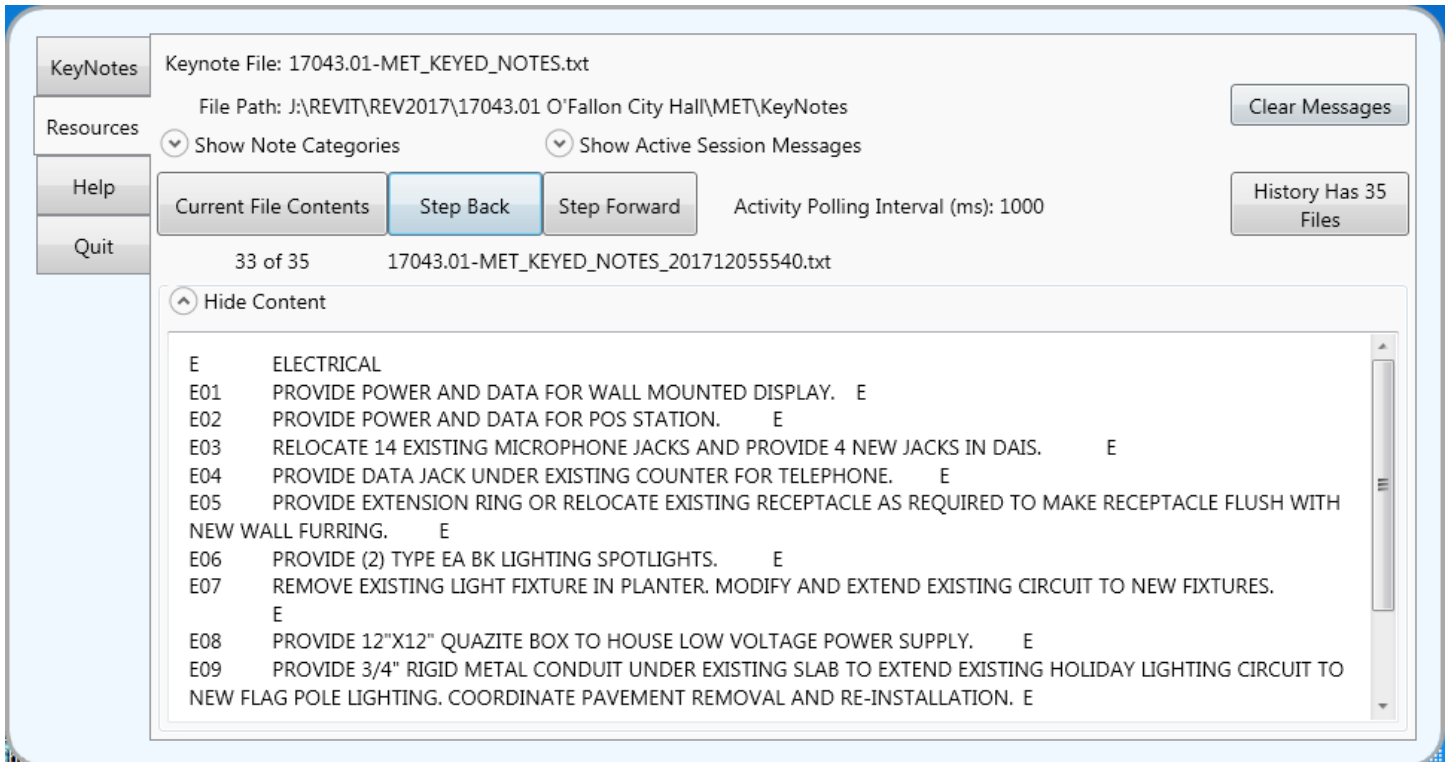 KeyNotes
Resources
Help
Quit
Keynote File: 17043.01-MET_KEYED_NOTES.txt
File Path: J:\REVIT\REV2017\17043.01 O'Fallon City Hall\MET\KeyNotes
Clear Messages
Show Note Categories
Show Active Session Messages
Current File Contents
Step Back
Step Forward
Activity Polling Interval (ms): 1000
History Has 35
Files
33 of 35
17043.01-MET_KEYED_NOTES_201712055540.txt
Hide Content
E ELECTRICAL
E01 PROVIDE POWER AND DATA FOR WALL MOUNTED DISPLAY. E
E02 PROVIDE POWER AND DATA FOR POS STATION. E
E03 RELOCATE 14 EXISTING MICROPHONE JACKS AND PROVIDE 4 NEW JACKS IN DAIS. E
E04 PROVIDE DATA JACK UNDER EXISTING COUNTER FOR TELEPHONE. E
E05 PROVIDE EXTENSION RING OR RELOCATE EXISTING RECEPTACLE AS REQUIRED TO MAKE RECEPTACLE FLUSH WITH
NEW WALL FURRING. E
E06 PROVIDE (2) TYPE EA BK LIGHTING SPOTLIGHTS. E
E07 REMOVE EXISTING LIGHT FIXTURE IN PLANTER. MODIFY AND EXTEND EXISTING CIRCUIT TO NEW FIXTURES.
E
E08 PROVIDE 12"X12" QUAZITE BOX TO HOUSE LOW VOLTAGE POWER SUPPLY. E
E09 PROVIDE 3/4" RIGID METAL CONDUIT UNDER EXISTING SLAB TO EXTEND EXISTING HOLIDAY LIGHTING CIRCUIT TO
NEW FLAG POLE LIGHTING. COORDINATE PAVEMENT REMOVAL AND RE-INSTALLATION. E